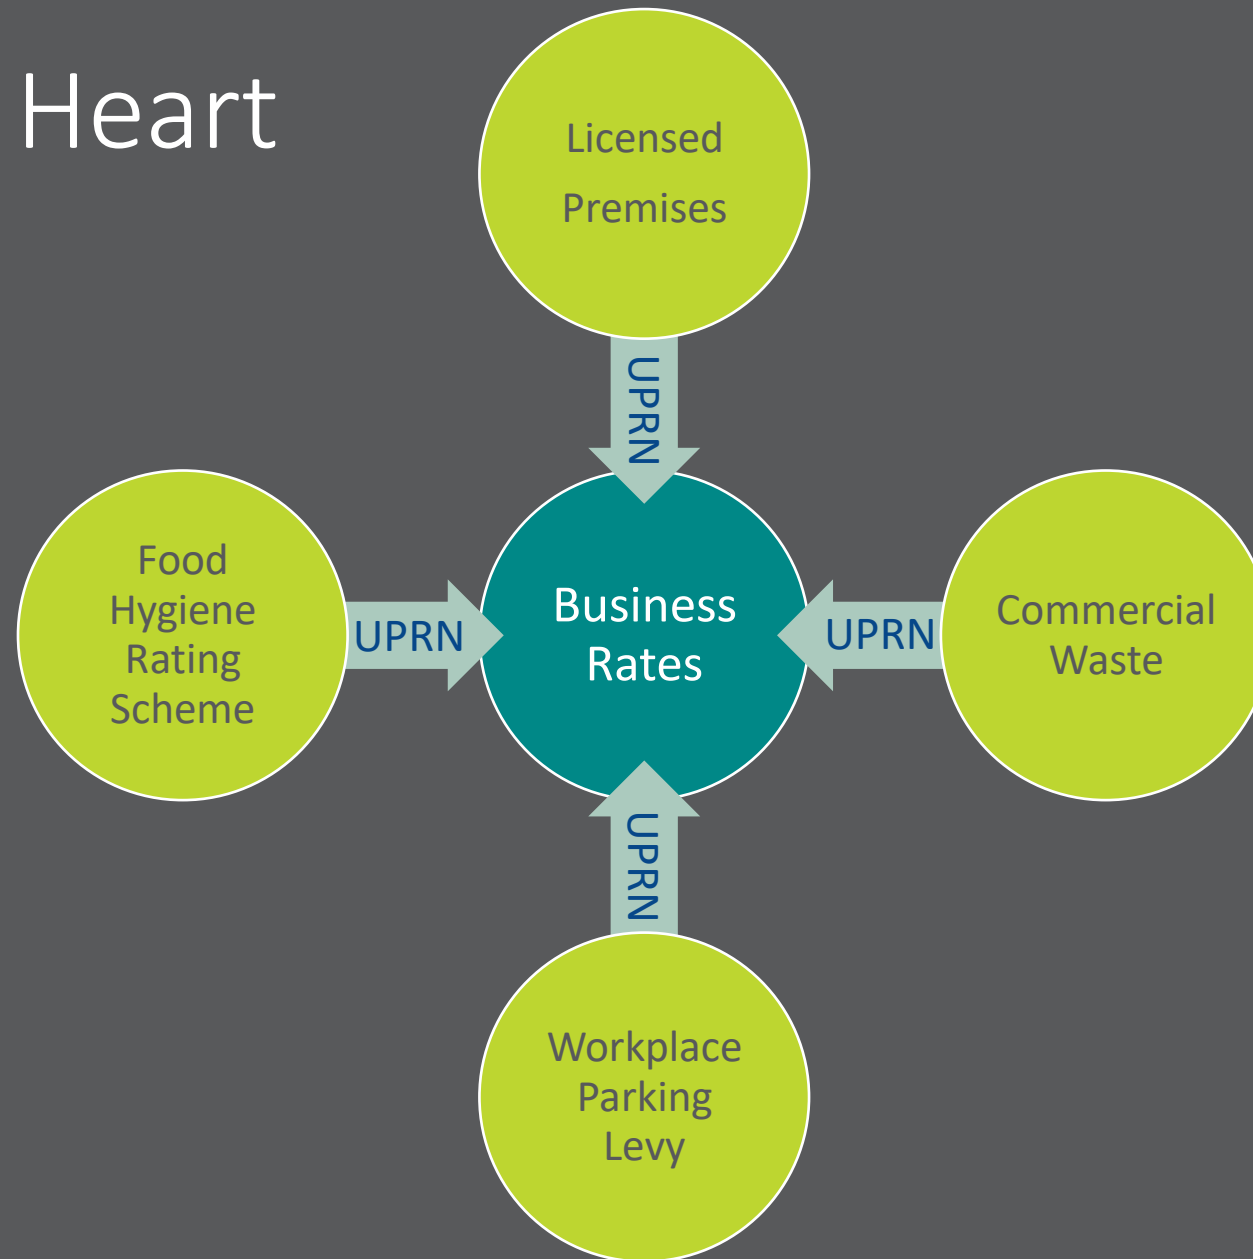 Heart
Licensed
Premises
UPRN
Food
Hygiene
Rating
Scheme
UPRN
Business
Rates
UPRN
Commercial
Waste
UPRN
Workplace
Parking
Levy